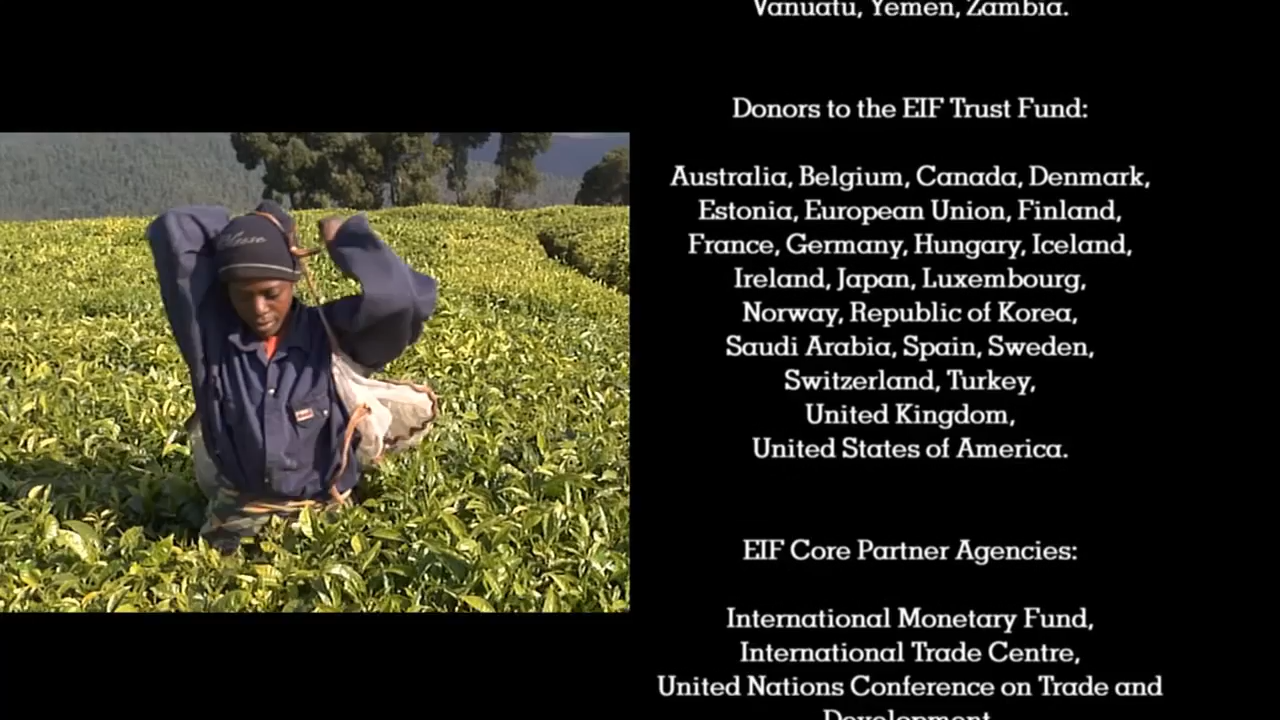 Vanuatu, Yemen, Zambia.
Donors to the EIF Trust Fund:
Australia, Belgium, Canada, Denmark,
Estonia, European Union, Finland,
France, Germany, Hungary, Iceland,
Ireland, Japan, Luxembourg,
Norway, Republic of Korea,
Saudi Arabia, Spain, Sweden,
Switzerland, Turkey,
United Kingdom,
United States of America.
EIF Core Partner Agencies:
International Monetary Fund,
International Trade Centre,
United Nations Conference on Trade and
Development